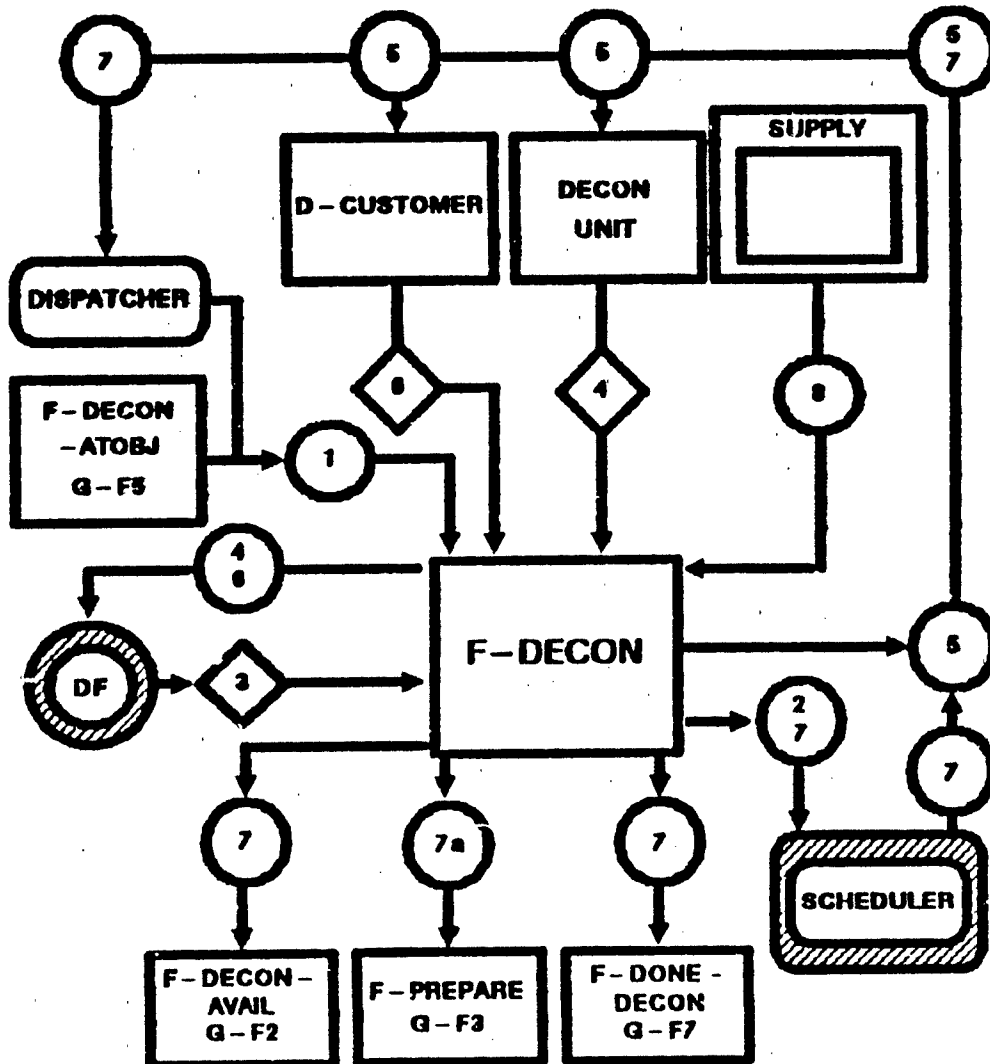 7
5
5
5
7
SUPPLY
D-CUSTOMER
DECON
UNIT
DISPATCHER
6
4
8
F-DECON
-ATOBJ
G-F5
1
4
6
F-DECON
DF
3
5
2
7
7
7
7a
7
SCHEDULER
F-DECON-
AVAIL
G-F2
F-PREPARE
G-F3
F-DONE-
DECON
G-F7